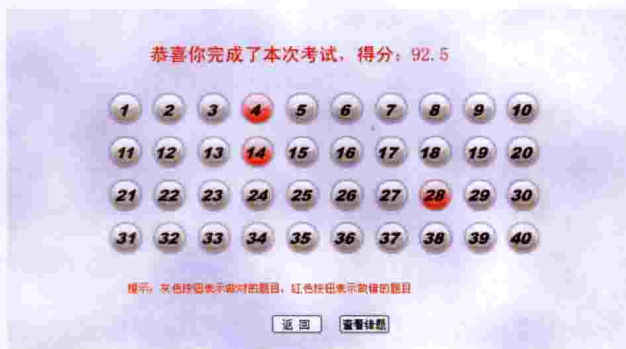 恭喜你完成了本次考试，得分：92.5
1 2 3 4 5 6 7 8 9 10
11 12 13 14 15 16 17 18 19 20
21 22 23 24 25 26 27 28 29 30
31 32 33 34 35 36 37 38 39 40
提示：灰色按钮表示做对的题目，红色按钮表示做错的题目
返回 查看错题